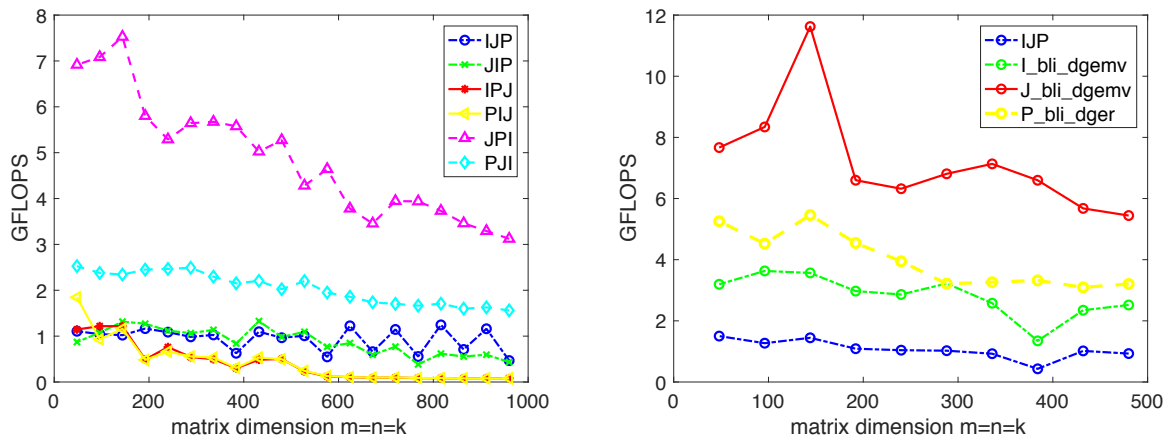 8
7
6
5
4
3
2
1
0
GFLOPS
IJP
JIP
IPJ
PIJ
JPI
PJI
0 200 400 600 800 1000
matrix dimension m=n=k
12
10
8
6
4
2
0
GFLOPS
IJP
I_bli_dgemv
J_bli_dgemv
P_bli_dger
0 100 200 300 400 500
matrix dimension m=n=k